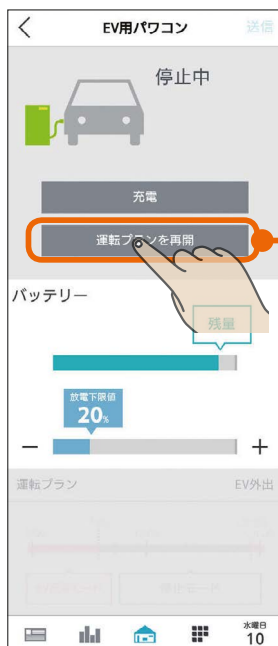 EV用パワコン 送信
停止中
充電
運転プランを再開
バッテリー
残量
放電下限値
20%
運転プラン EV外出
水曜日
10